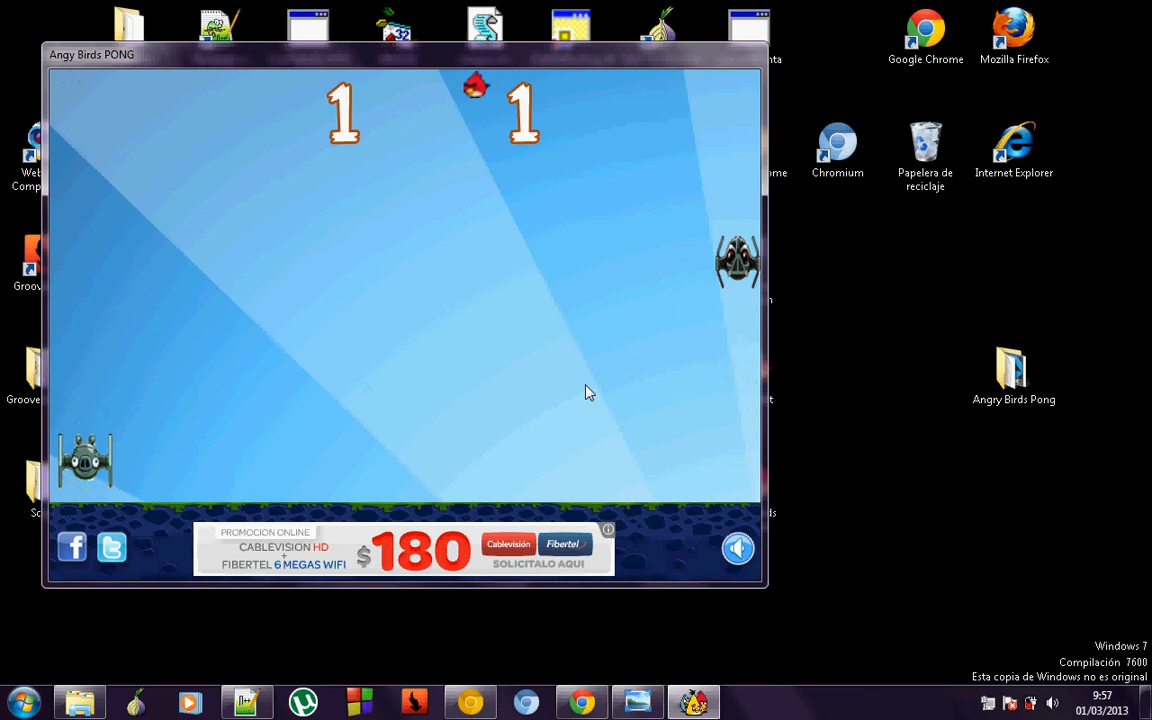 Angy Birds PONG
1 1
Google Chrome
Mozilla Firefox
Chromium
Papelera de
reciclaje
Internet Explorer
Angry Birds Pong
PROMOCION ONLINE
CABLEVISION HD
+
FIBERTEL 6 MEGAS WIFI
$180
Cablevisión
Fibertel
SOLICITALO AQUI
Windows 7
Compilación 7600
Esta copia de Windows no es original
9:57
01/03/2013